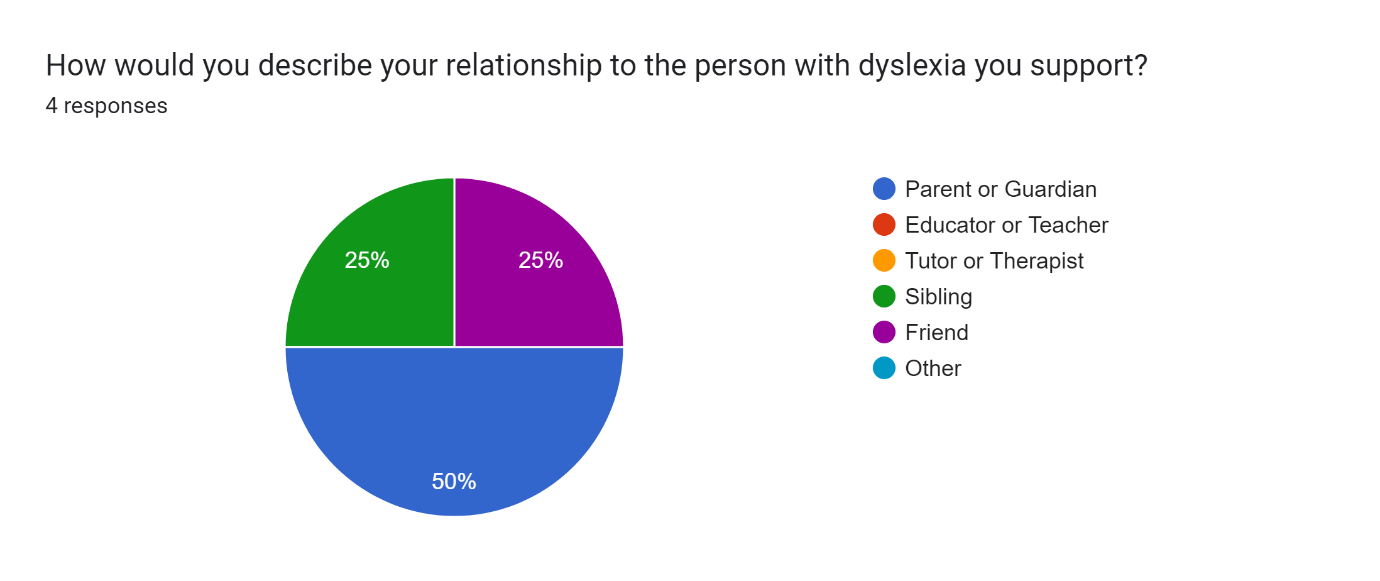 How would you describe your relationship to the person with dyslexia you support?
4 responses
25%
25%
50%
Parent or Guardian
Educator or Teacher
Tutor or Therapist
Sibling
Friend
Other